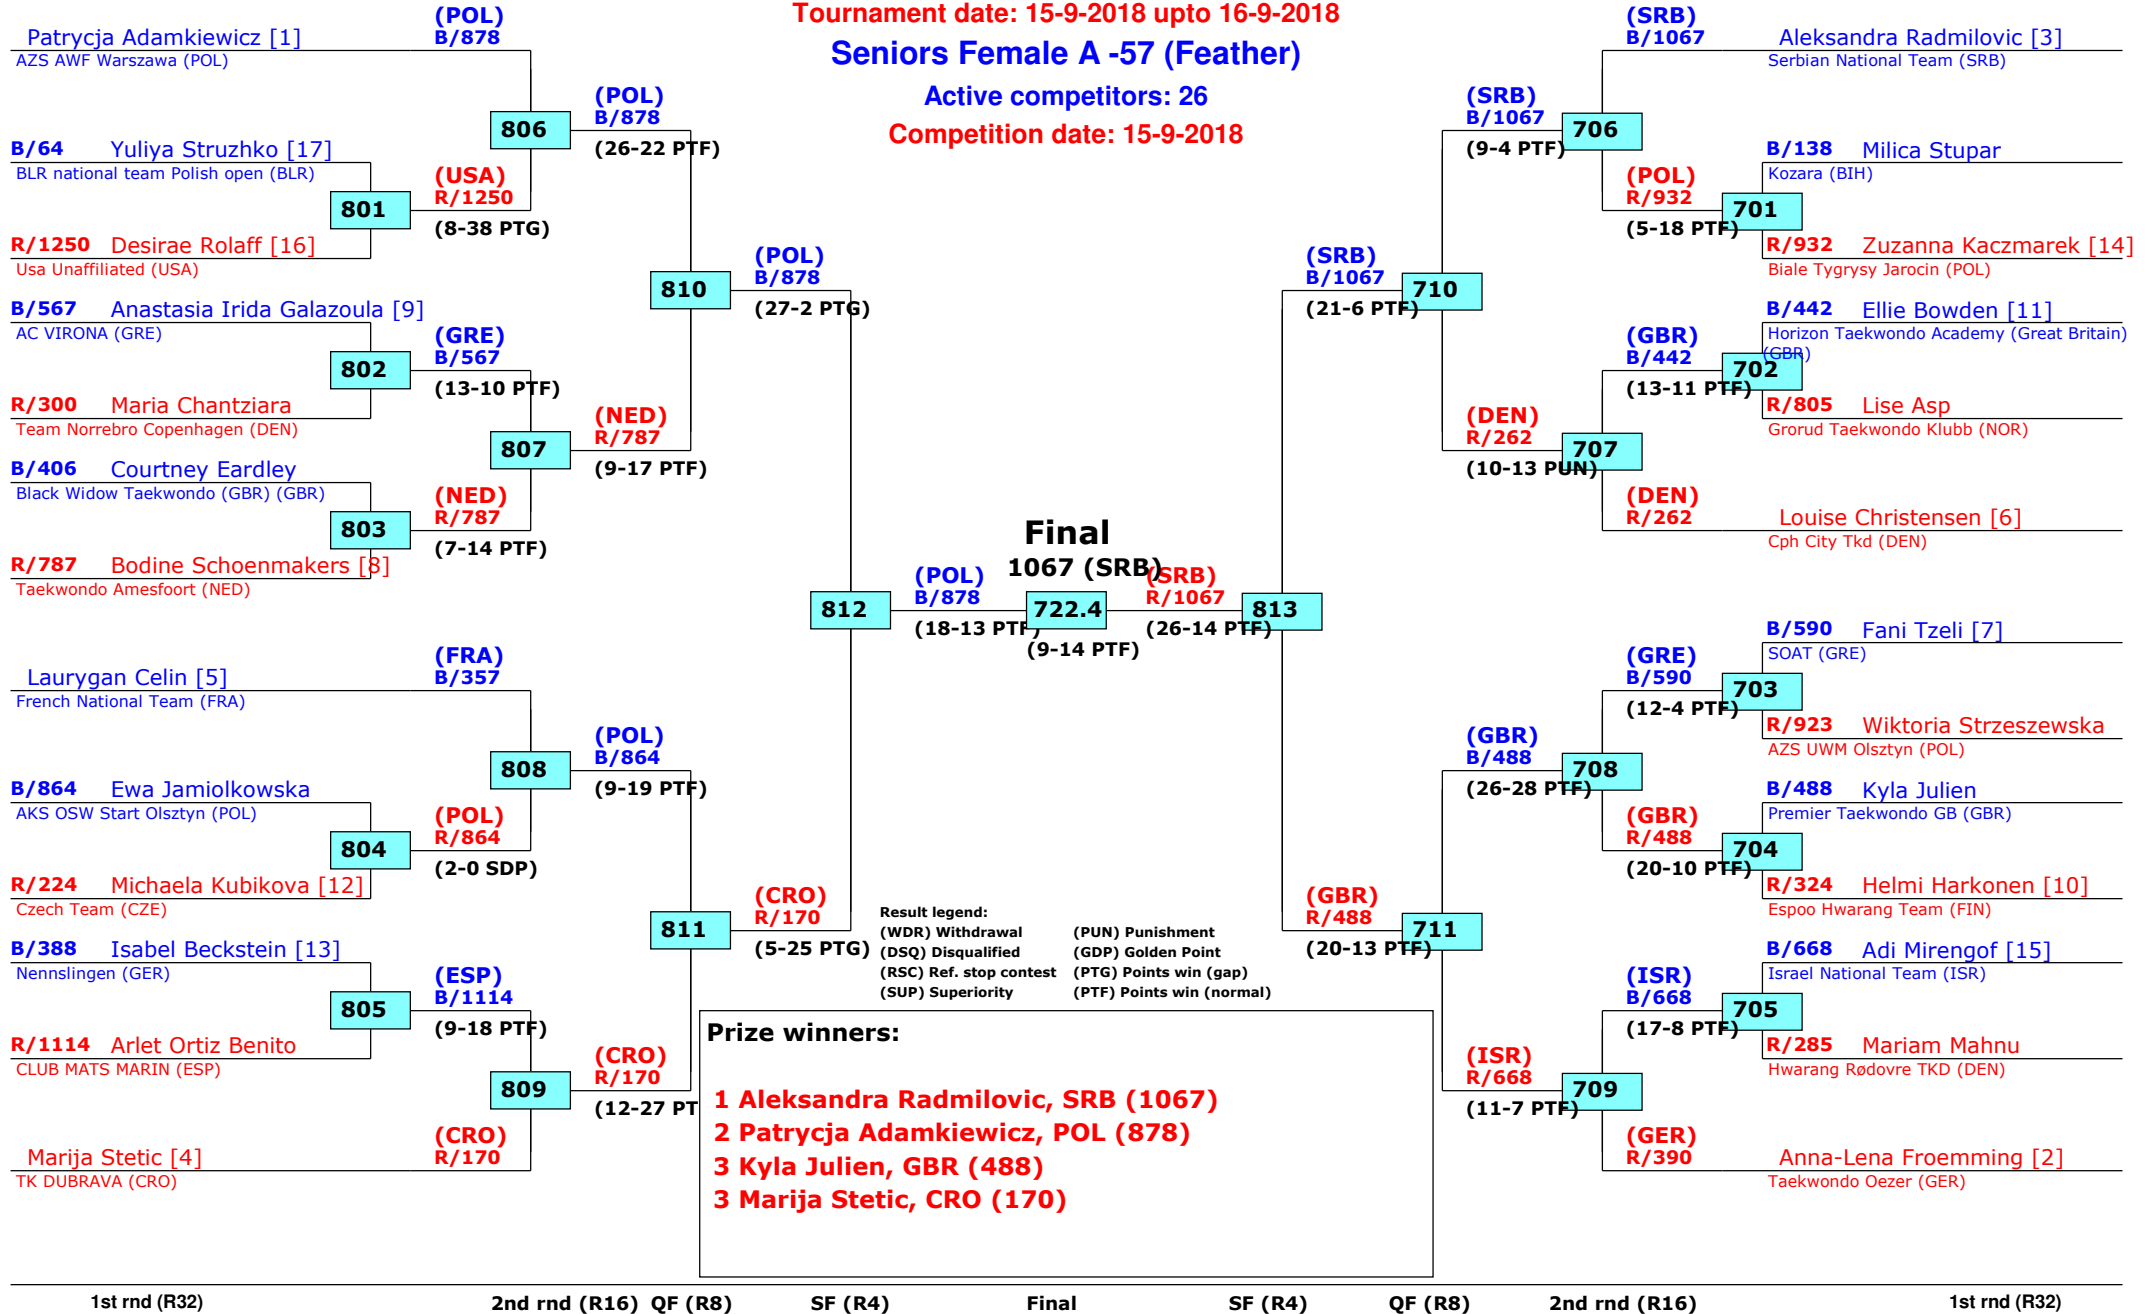 Tournament date: 15-9-2018 upto 16-9-2018
Seniors Female A -57 (Feather)
Active competitors: 26
Competition date: 15-9-2018
Patrycja Adamkiewicz [1]
AZS AWF Warszawa (POL)
(POL)
B/878
B/64 Yuliya Struzhko [17]
BLR national team Polish open (BLR)
801
R/1250 Desirae Rolaff [16]
Usa Unaffiliated (USA)
(USA)
R/1250
(8-38 PTG)
806
(POL)
B/878
(26-22 PTF)
B/567 Anastasia Irida Galazoula [9]
AC VIRONA (GRE)
802
R/300 Maria Chantziara
Team Norrebro Copenhagen (DEN)
(GRE)
B/567
(13-10 PTF)
B/406 Courtney Eardley
Black Widow Taekwondo (GBR) (GBR)
803
R/787 Bodine Schoenmakers [8]
Taekwondo Amesfoort (NED)
(NED)
R/787
(7-14 PTF)
807
(NED)
R/787
(9-17 PTF)
810
(POL)
B/878
(27-2 PTG)
Laurygan Celin [5]
French National Team (FRA)
(FRA)
B/357
B/864 Ewa Jamiolkowska
AKS OSW Start Olsztyn (POL)
804
R/224 Michaela Kubikova [12]
Czech Team (CZE)
(POL)
R/864
(2-0 SDP)
808
(POL)
B/864
(9-19 PTF)
B/388 Isabel Beckstein [13]
Nennslingen (GER)
805
R/1114 Arlet Ortiz Benito
CLUB MATS MARIN (ESP)
(ESP)
B/1114
(9-18 PTF)
Marija Stetic [4]
TK DUBRAVA (CRO)
(CRO)
R/170
809
(CRO)
R/170
(12-27 PT
811
(CRO)
R/170
(5-25 PTG)
812
(POL)
B/878
(18-13 PTF)
Final
1067 (SRB)
722.4
(9-14 PTF)
(SRB)
R/1067
(26-14 PTF)
813
(SRB)
B/1067
Aleksandra Radmilovic [3]
Serbian National Team (SRB)
B/138 Milica Stupar
Kozara (BIH)
701
R/932 Zuzanna Kaczmarek [14]
Biale Tygrysy Jarocin (POL)
(POL)
R/932
(5-18 PTF)
706
(SRB)
B/1067
(9-4 PTF)
B/442 Ellie Bowden [11]
Horizon Taekwondo Academy (Great Britain)
(GBR)
702
R/805 Lise Asp
Grorud Taekwondo Klubb (NOR)
(GBR)
B/442
(13-11 PTF)
Louise Christensen [6]
Cph City Tkd (DEN)
(DEN)
R/262
707
(DEN)
R/262
(10-13 PUN)
710
(SRB)
B/1067
(21-6 PTF)
B/590 Fani Tzeli [7]
SOAT (GRE)
703
R/923 Wiktoria Strzeszewska
AZS UWM Olsztyn (POL)
(GRE)
B/590
(12-4 PTF)
B/488 Kyla Julien
Premier Taekwondo GB (GBR)
704
R/324 Helmi Harkonen [10]
Espoo Hwarang Team (FIN)
(GBR)
R/488
(20-10 PTF)
708
(GBR)
B/488
(26-28 PTF)
B/668 Adi Mirengof [15]
Israel National Team (ISR)
705
R/285 Mariam Mahnu
Hwarang Rødovre TKD (DEN)
(ISR)
B/668
(17-8 PTF)
Anna-Lena Froemming [2]
Taekwondo Oezer (GER)
(GER)
R/390
709
(ISR)
R/668
(11-7 PTF)
711
(GBR)
R/488
(20-13 PTF)
Result legend:
(WDR) Withdrawal (PUN) Punishment
(DSQ) Disqualified (GDP) Golden Point
(RSC) Ref. stop contest (PTG) Points win (gap)
(SUP) Superiority (PTF) Points win (normal)
Prize winners:
1 Aleksandra Radmilovic, SRB (1067)
2 Patrycja Adamkiewicz, POL (878)
3 Kyla Julien, GBR (488)
3 Marija Stetic, CRO (170)
1st rnd (R32) 2nd rnd (R16) QF (R8) SF (R4) Final SF (R4) QF (R8) 2nd rnd (R16) 1st rnd (R32)